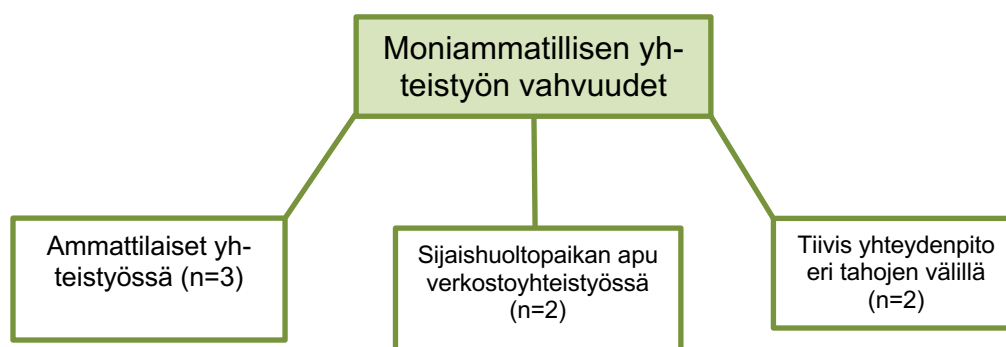 Moniammatillisen yh-
teistyön vahvuudet
Ammattilaiset yh-
teistyössä (n=3)
Sijaishuoltopaikan apu
verkostoyhteistyössä
(n=2)
Tiivis yhteydenpito
eri tahojen välillä
(n=2)